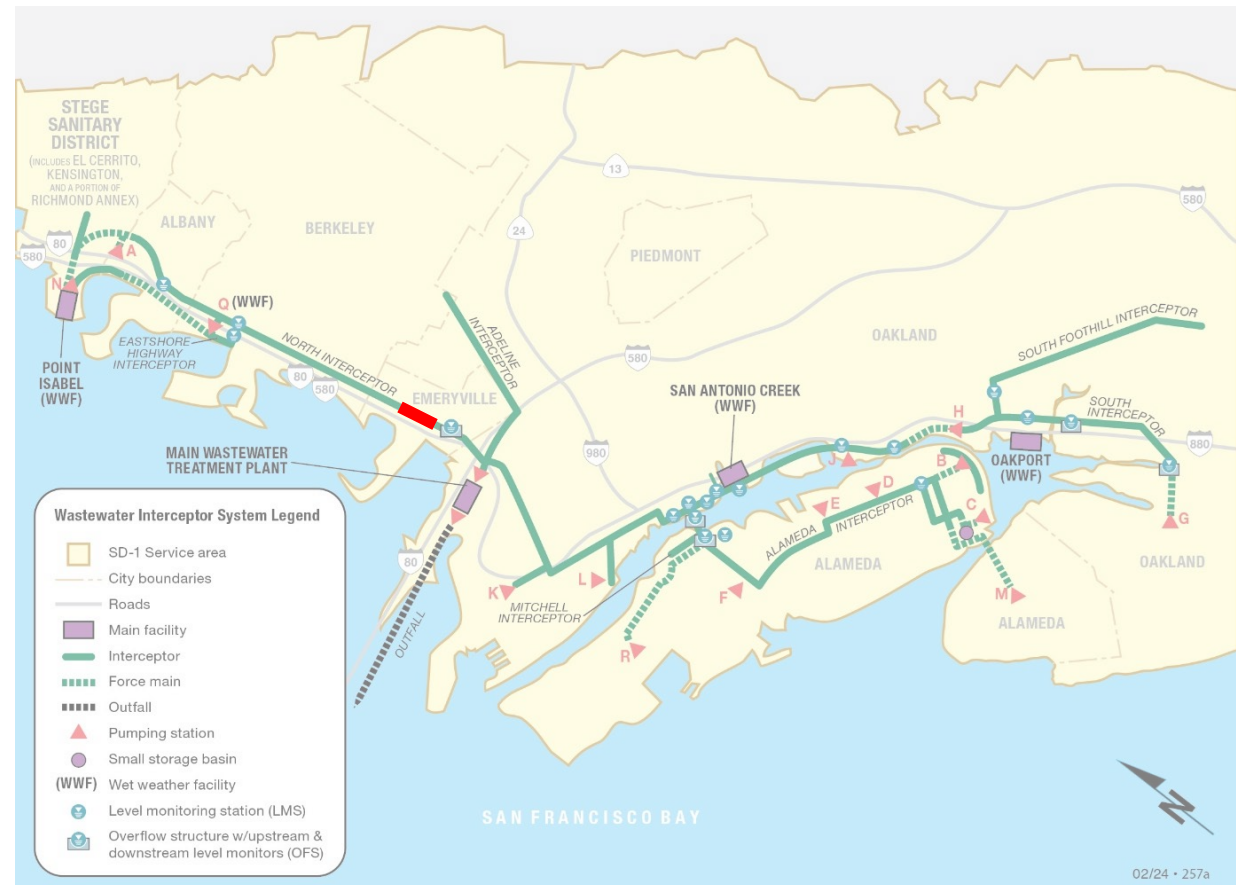 STEGE
SANITARY
DISTRICT
(INCLUDES EL CERRITO,
KENSINGTON,
AND A PORTION OF
RICHMOND ANNEX)
ALBANY
BERKELEY
80
580
A
N
Q (WWF)
EASTSHORE
HIGHWAY
INTERCEPTOR
POINT
ISABEL
(WWF)
NORTH INTERCEPTOR
80
580
ADELINE
INTERCEPTOR
EMERYVILLE
24
13
580
PIEDMONT
580
OAKLAND
SOUTH FOOTHILL INTERCEPTOR
SAN ANTONIO CREEK
(WWF)
H
SOUTH
INTERCEPTOR
880
OAKPORT
(WWF)
980
MAIN WASTEWATER
TREATMENT PLANT
J
B
D
E
C
G
ALAMEDA
INTERCEPTOR
ALAMEDA
OAKLAND
80
OUTFALL
K
L
MITCHELL
INTERCEPTOR
F
M
ALAMEDA
R
Wastewater Interceptor System Legend
SD-1 Service area
City boundaries
Roads
Main facility
Interceptor
Force main
Outfall
Pumping station
Small storage basin
(WWF) Wet weather facility
Level monitoring station (LMS)
Overflow structure w/upstream &
downstream level monitors (OFS)
SAN FRANCISCO BAY
N
02/24 • 257a